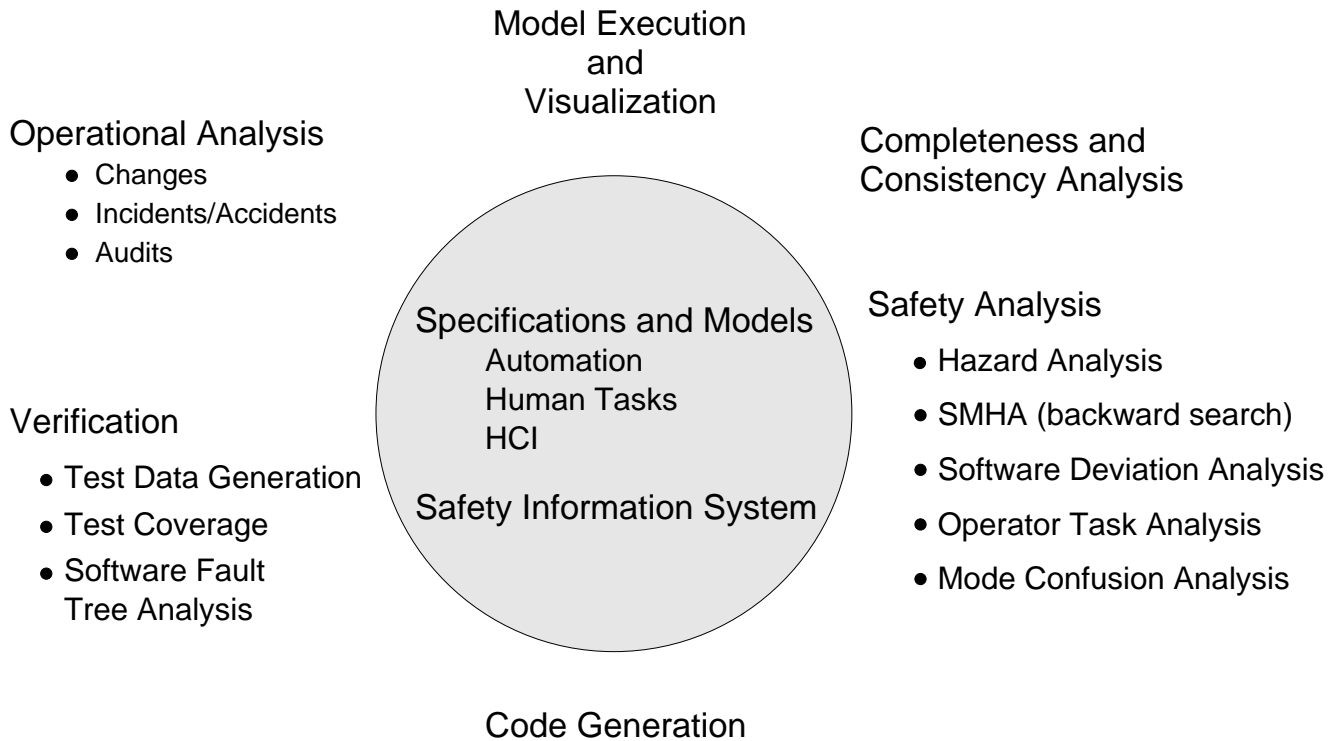 Model Execution
and
Visualization
Operational Analysis
• Changes
• Incidents/Accidents
• Audits
Completeness and
Consistency Analysis
Specifications and Models
Automation
Human Tasks
HCI
Safety Information System
Safety Analysis
• Hazard Analysis
• SMHA (backward search)
• Software Deviation Analysis
• Operator Task Analysis
• Mode Confusion Analysis
Verification
• Test Data Generation
• Test Coverage
• Software Fault
Tree Analysis
Code Generation